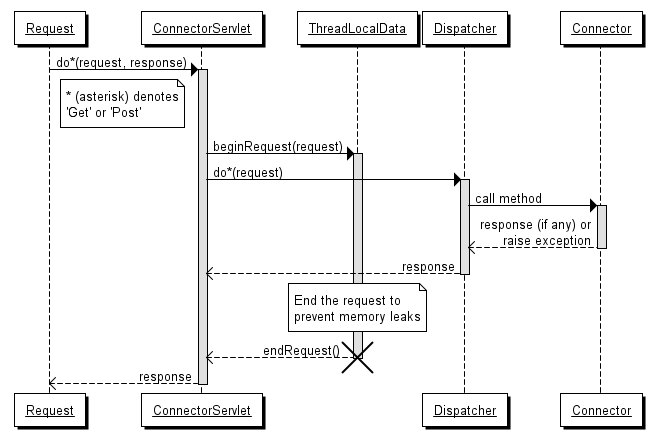 Request
ConnectorServlet
ThreadLocalData
Dispatcher
Connector
do*(request, response)
* (asterisk) denotes
'Get' or 'Post'
beginRequest(request)
do*(request)
call method
response (if any) or
raise exception
response
End the request to
prevent memory leaks
endRequest()
response
Request
ConnectorServlet
Dispatcher
Connector